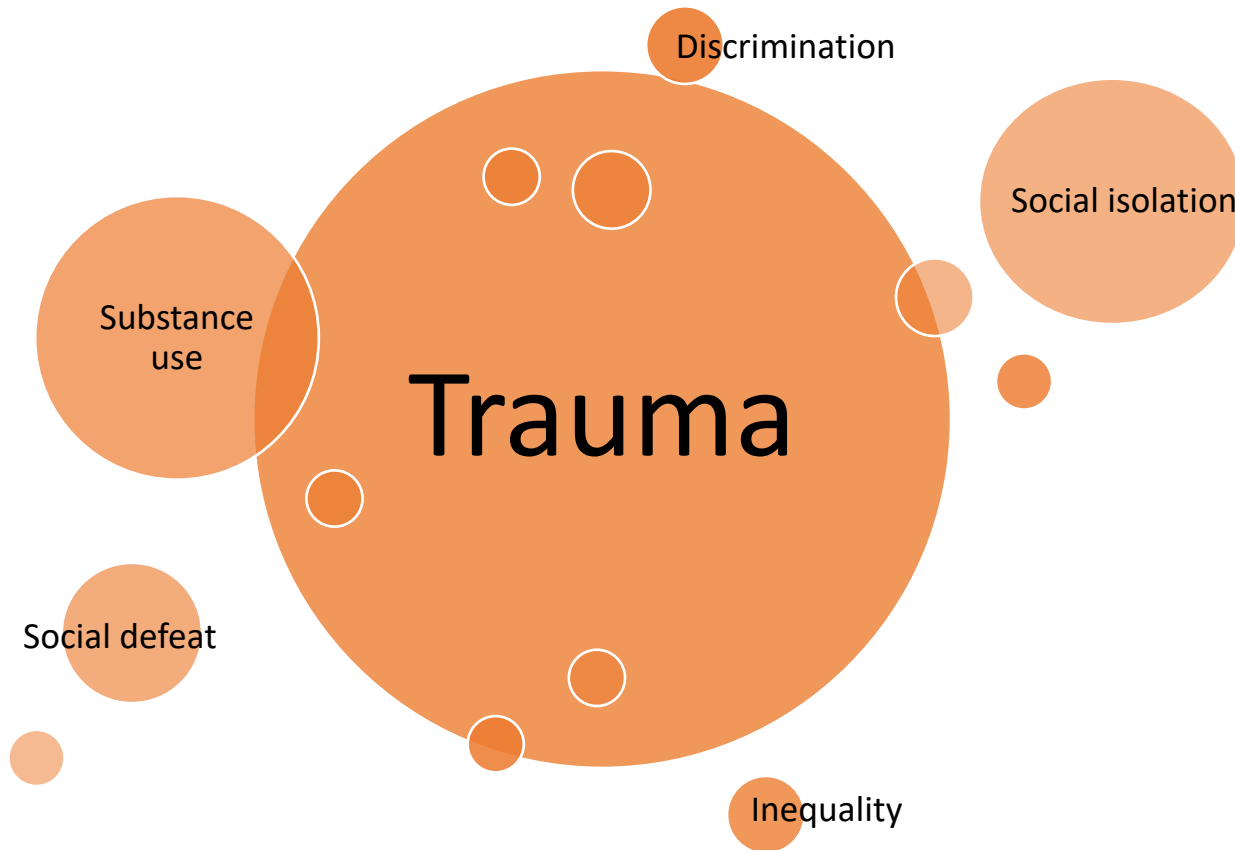 Discrimination
Social isolation
Substance
use
Trauma
Social defeat
Inequality